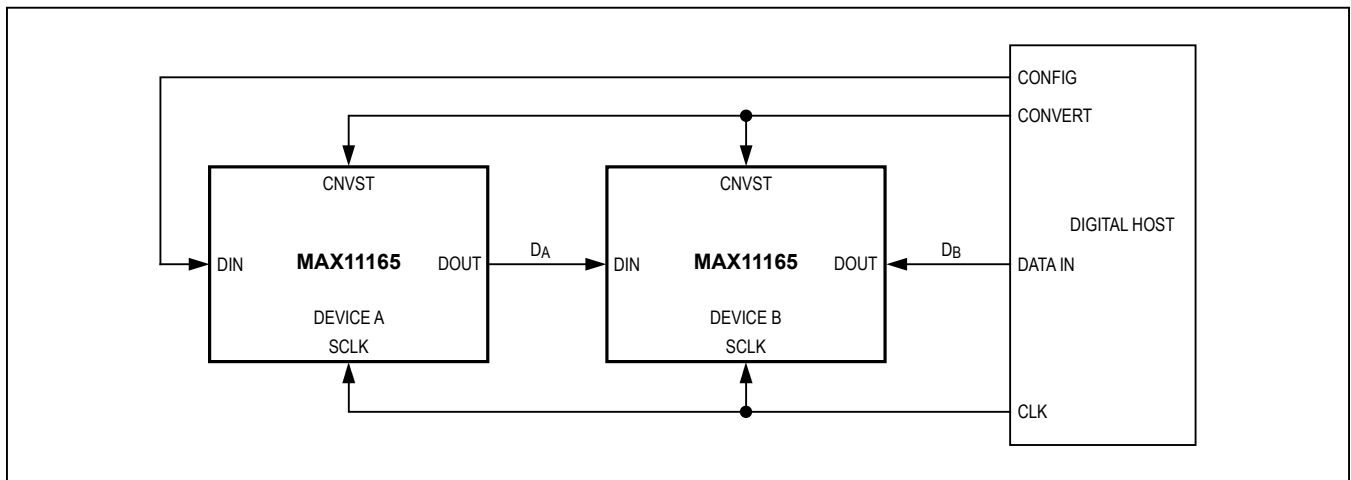 CONFIG
CONVERT
CNVST
CNVST
DIGITAL HOST
DIN
MAX11165
DOUT
DA
DIN
MAX11165
DOUT
DB
DATA IN
DEVICE A
DEVICE B
SCLK
SCLK
CLK